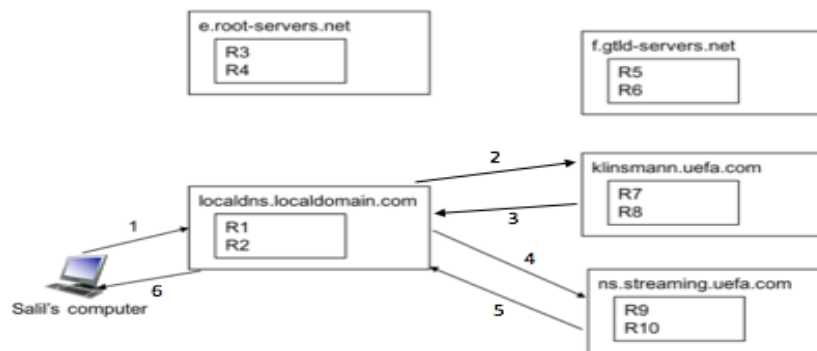 e.root-servers.net
R3
R4
f.gtld-servers.net
R5
R6
2
klinsmann.uefa.com
R7
R8
localdns.localdomain.com
R1
R2
3
1
4
6
5
Salil's computer
ns.streaming.uefa.com
R9
R10